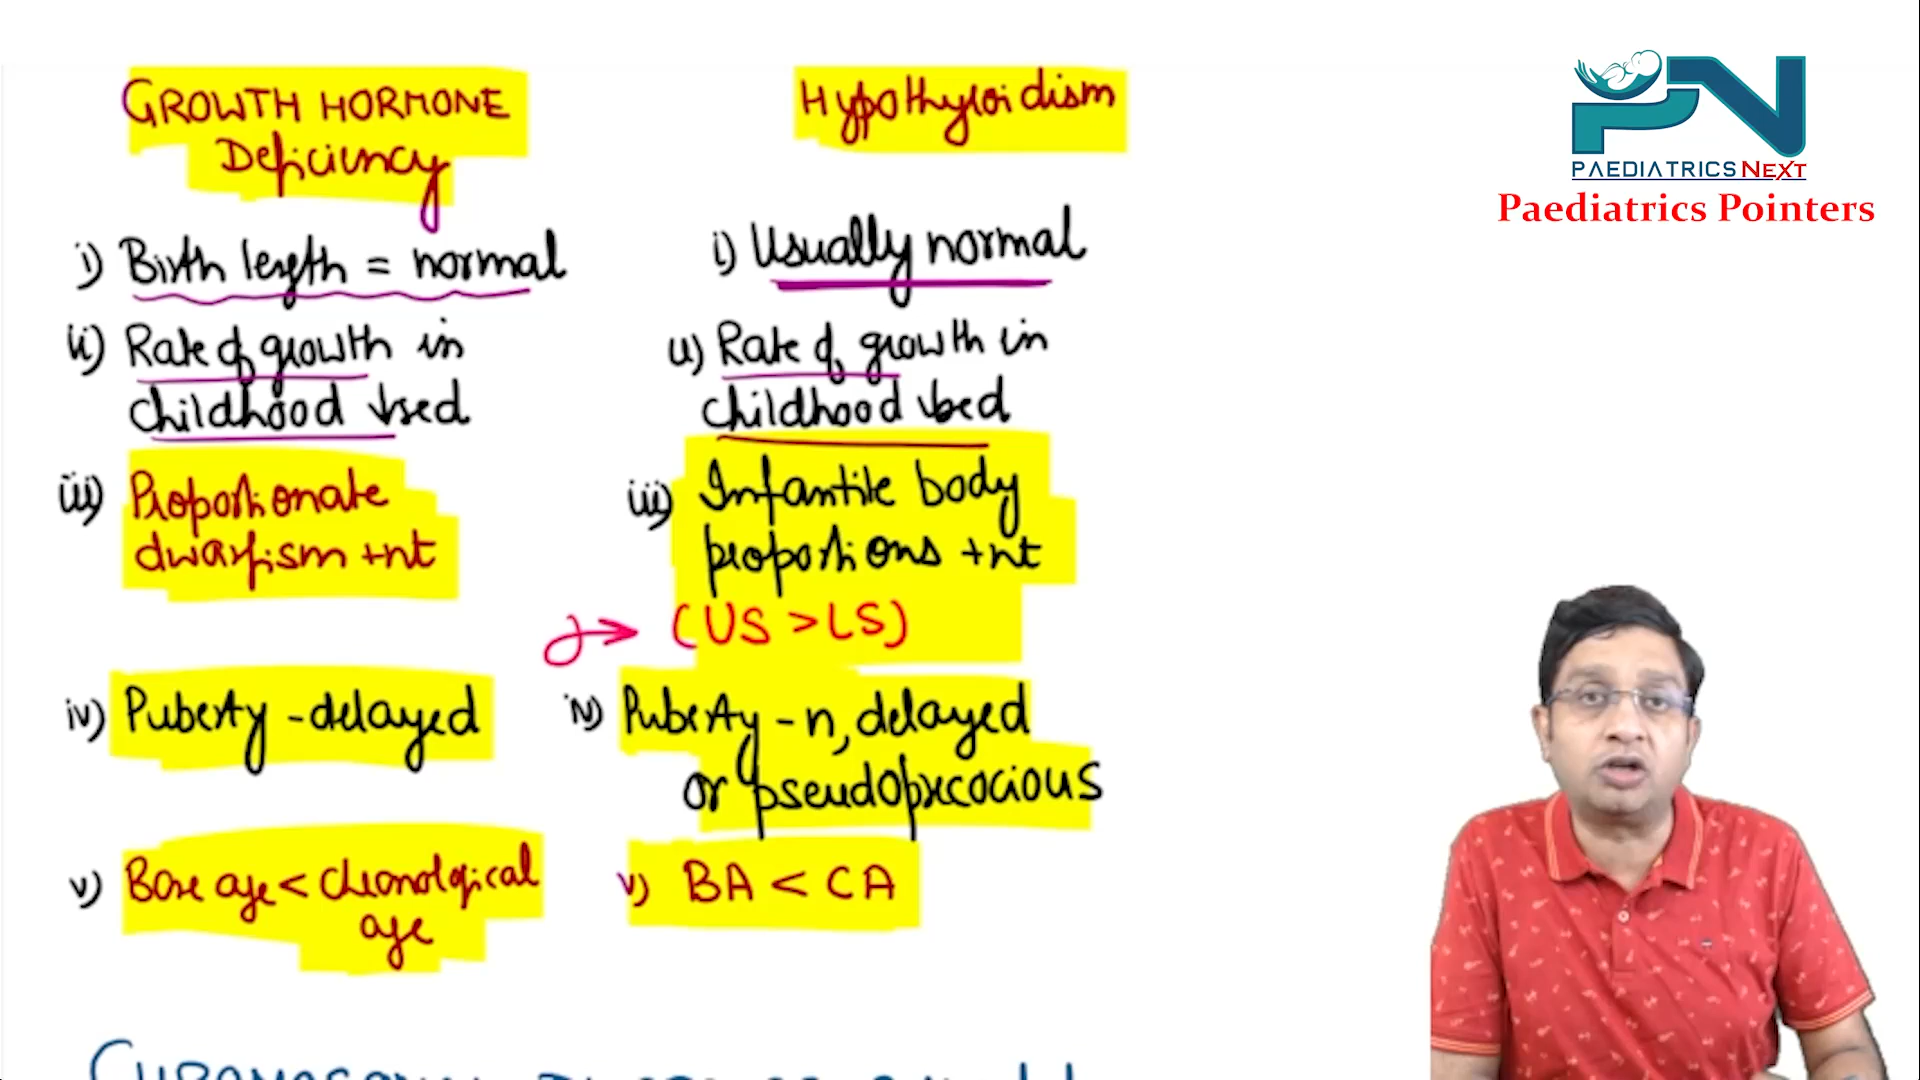 GROWTH HORMONE
Deficiency
i) Birth length = normal
ii) Rate of growth in
childhood ↓sed
iii) Proportionate
dwarfism +nt
iv) Puberty - delayed
v) Bone age < chronological
age
Hypothyroidism
i) Usually normal
ii) Rate of growth in
childhood ↓sed
iii) Infantile body
proportions +nt
(US > LS)
iv) Puberty - n, delayed
or pseudoprecocious
v) BA < CA
PN
PAEDIATRICS NEXT
Paediatrics Pointers